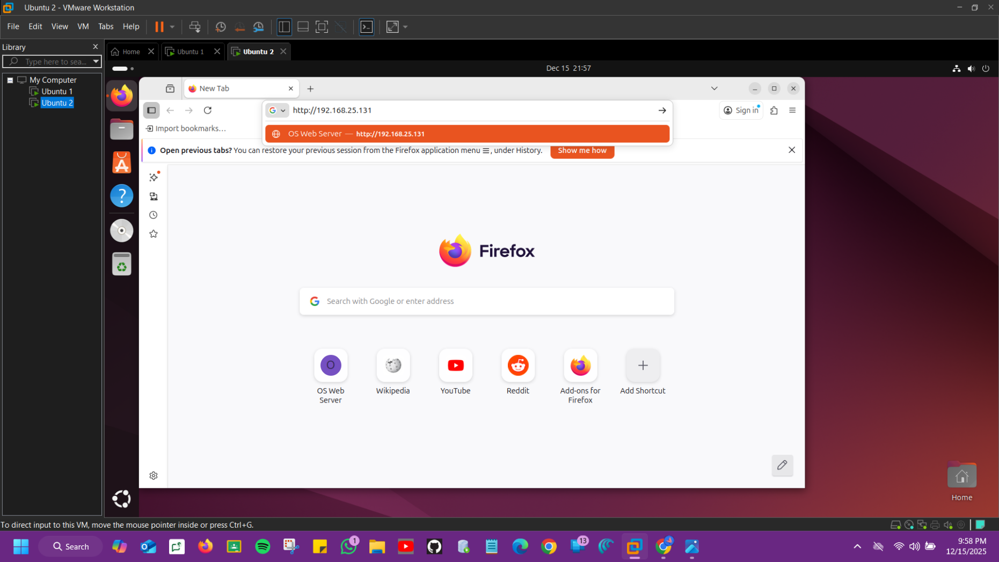 Ubuntu 2 - VMware Workstation
File Edit View VM Tabs Help
Library
Type here to sea...
My Computer
Ubuntu 1
Ubuntu 2
Home
Ubuntu 1
Ubuntu 2
Dec 15 21:57
New Tab
http://192.168.25.131
Sign in
Import bookmarks...
OS Web Server — http://192.168.25.131
Open previous tabs? You can restore your previous session from the Firefox application menu ☰, under History.
Show me how
Firefox
Search with Google or enter address
O
OS Web
Server
Wikipedia
YouTube
Reddit
Add-ons for
Firefox
Add Shortcut
Home
To direct input to this VM, move the mouse pointer inside or press Ctrl+G.
Search
1
13
9:58 PM
12/15/2025